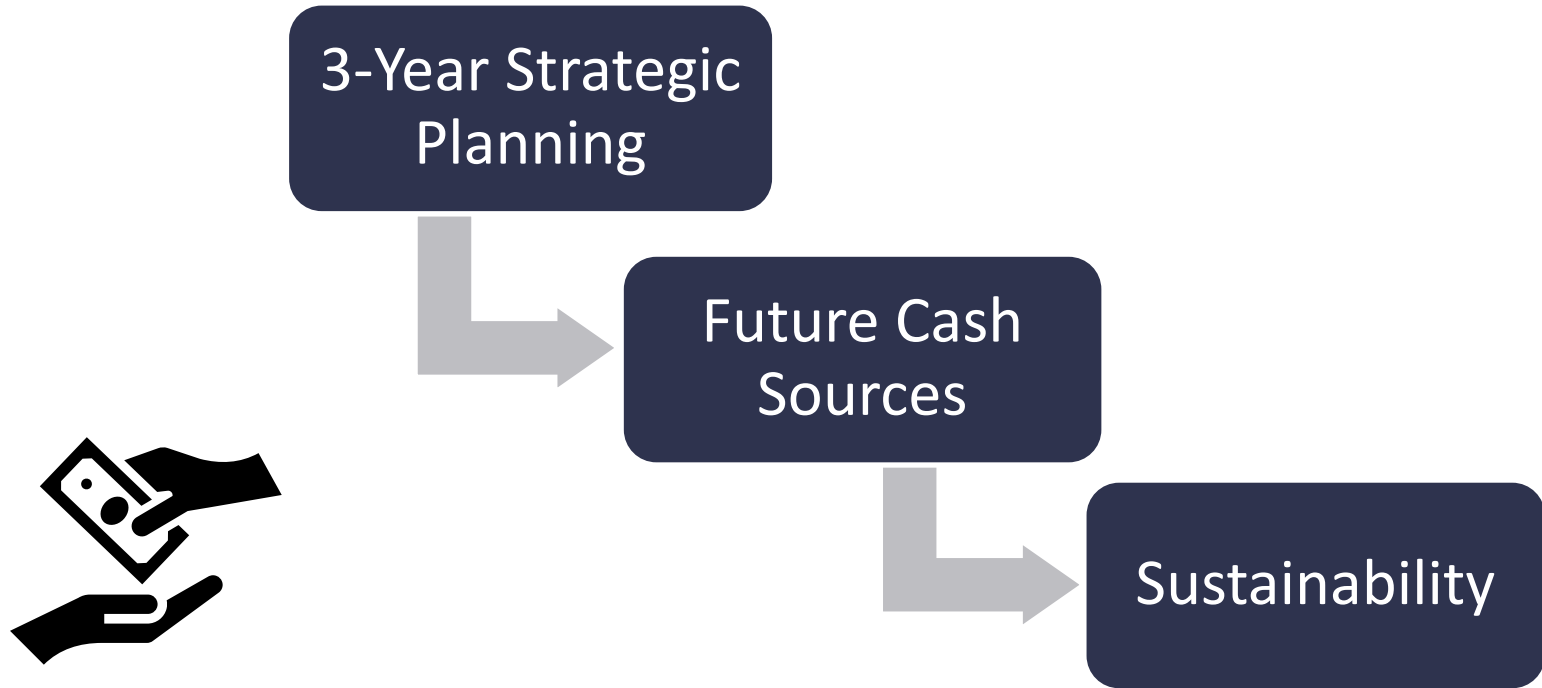 3-Year Strategic
Planning
Future Cash
Sources
Sustainability